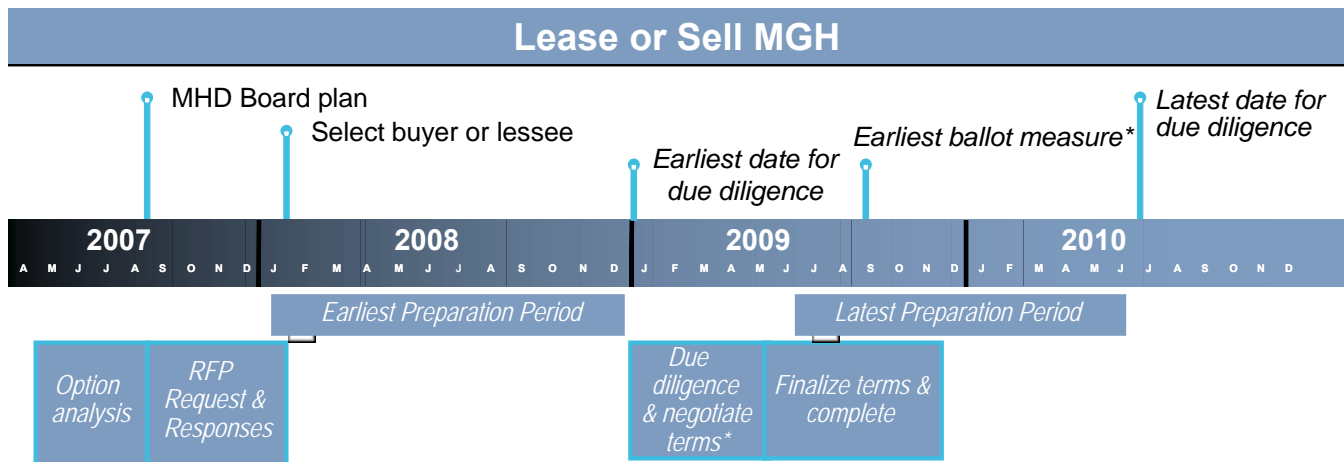 Lease or Sell MGH
MHD Board plan
Select buyer or lessee
Earliest date for
due diligence
Earliest ballot measure*
Latest date for
due diligence
2007 2008 2009 2010
A M J J A S O N D J F M A M J J A S O N D J F M A M J J A S O N D J F M A M J J A S O N D
Earliest Preparation Period
Latest Preparation Period
Option
analysis
RFP
Request &
Responses
Due
diligence
& negotiate
terms*
Finalize terms &
complete